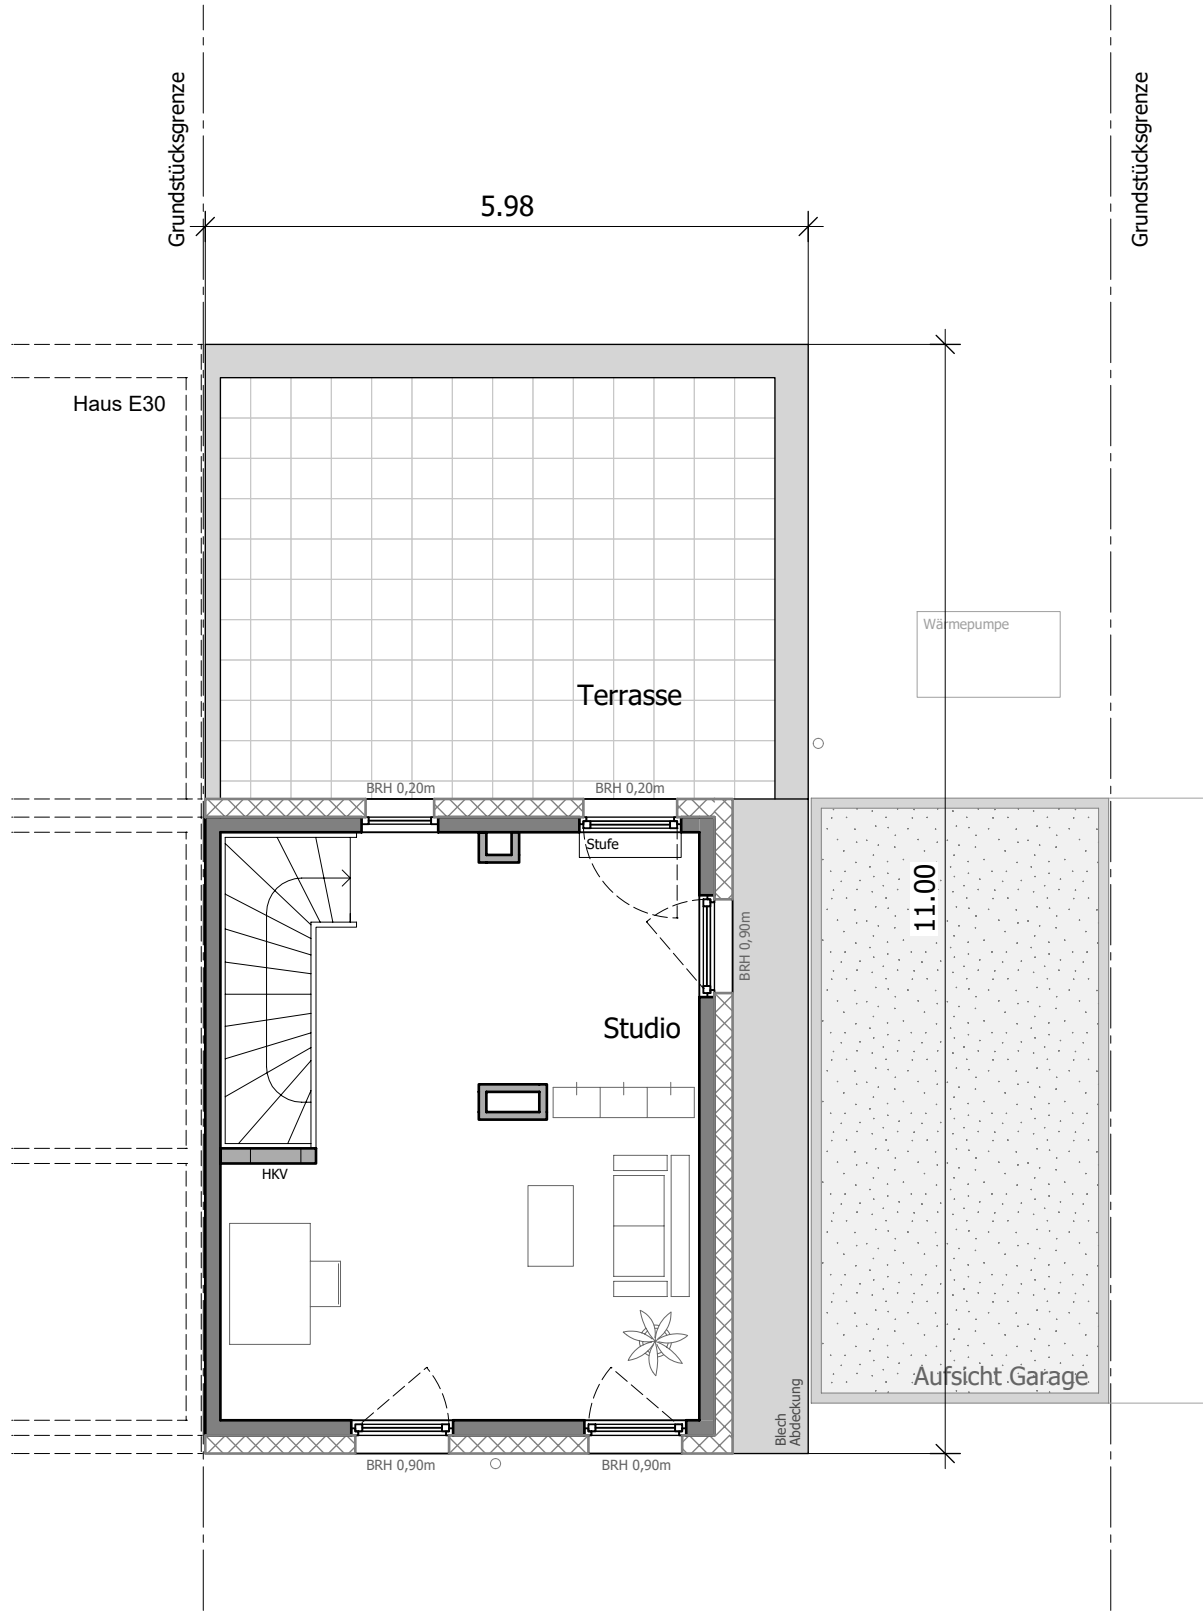 Grundstücksgrenze
Grundstücksgrenze
5.98
Haus E30
Wärmepumpe
Terrasse
BRH 0,20m
BRH 0,20m
Stufe
11.00
BRH 0,90m
Studio
HKV
Aufsicht Garage
Blech
Abdeckung
BRH 0,90m
BRH 0,90m